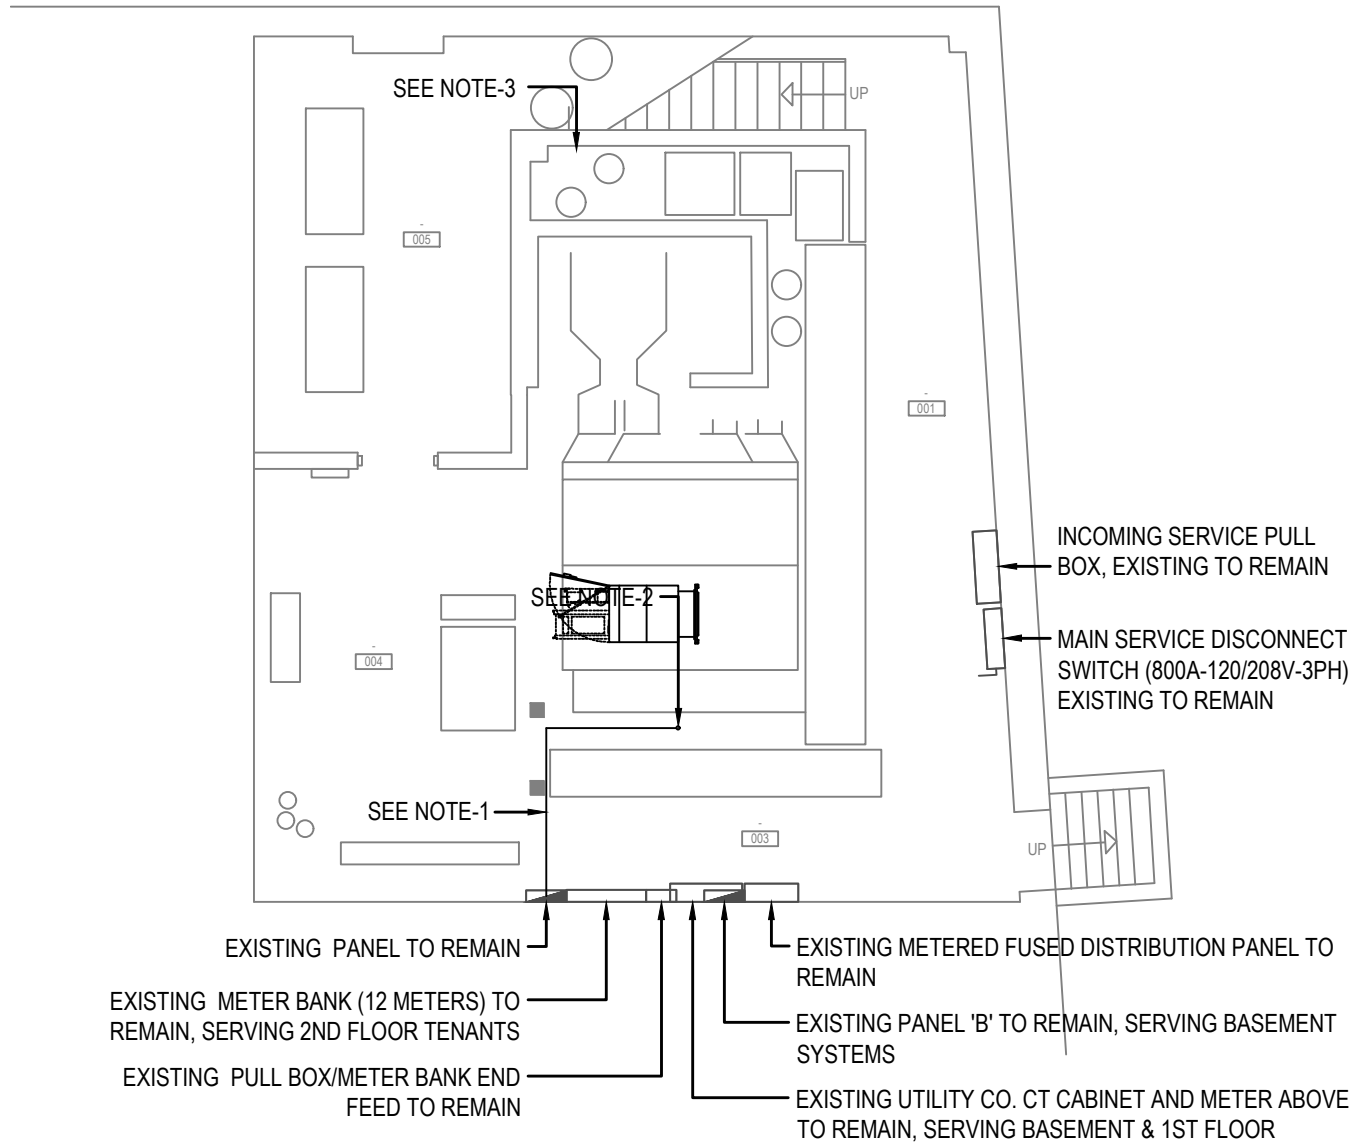 SEE NOTE-3
UP
005
001
INCOMING SERVICE PULL
BOX, EXISTING TO REMAIN
SEE NOTE-2
MAIN SERVICE DISCONNECT
SWITCH (800A-120/208V-3PH)
EXISTING TO REMAIN
004
SEE NOTE-1
003
UP
EXISTING PANEL TO REMAIN
EXISTING METER BANK (12 METERS) TO
REMAIN, SERVING 2ND FLOOR TENANTS
EXISTING PULL BOX/METER BANK END
FEED TO REMAIN
EXISTING METERED FUSED DISTRIBUTION PANEL TO
REMAIN
EXISTING PANEL 'B' TO REMAIN, SERVING BASEMENT
SYSTEMS
EXISTING UTILITY CO. CT CABINET AND METER ABOVE
TO REMAIN, SERVING BASEMENT & 1ST FLOOR